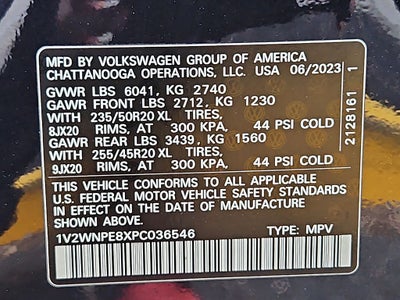 MFD BY VOLKSWAGEN GROUP OF AMERICA
CHATTANOOGA OPERATIONS, LLC. USA 06/2023
GVWR LBS 6041, KG 2740
GAWR FRONT LBS 2712, KG 1230
WITH 235/50R20 XL
8JX20 RIMS, AT 300 KPA, 44 PSI COLD
GAWR REAR LBS 3439, KG 1560
WITH 255/45R20 XL
9JX20 RIMS, AT 300 KPA, 44 PSI COLD
THIS VEHICLE CONFORMS TO ALL APPLICABLE
U.S. FEDERAL MOTOR VEHICLE SAFETY STANDARDS
IN EFFECT ON THE DATE OF MANUFACTURE
SHOWN ABOVE.
1V2WNPE8XPC036546 TYPE: MPV
2128161 1